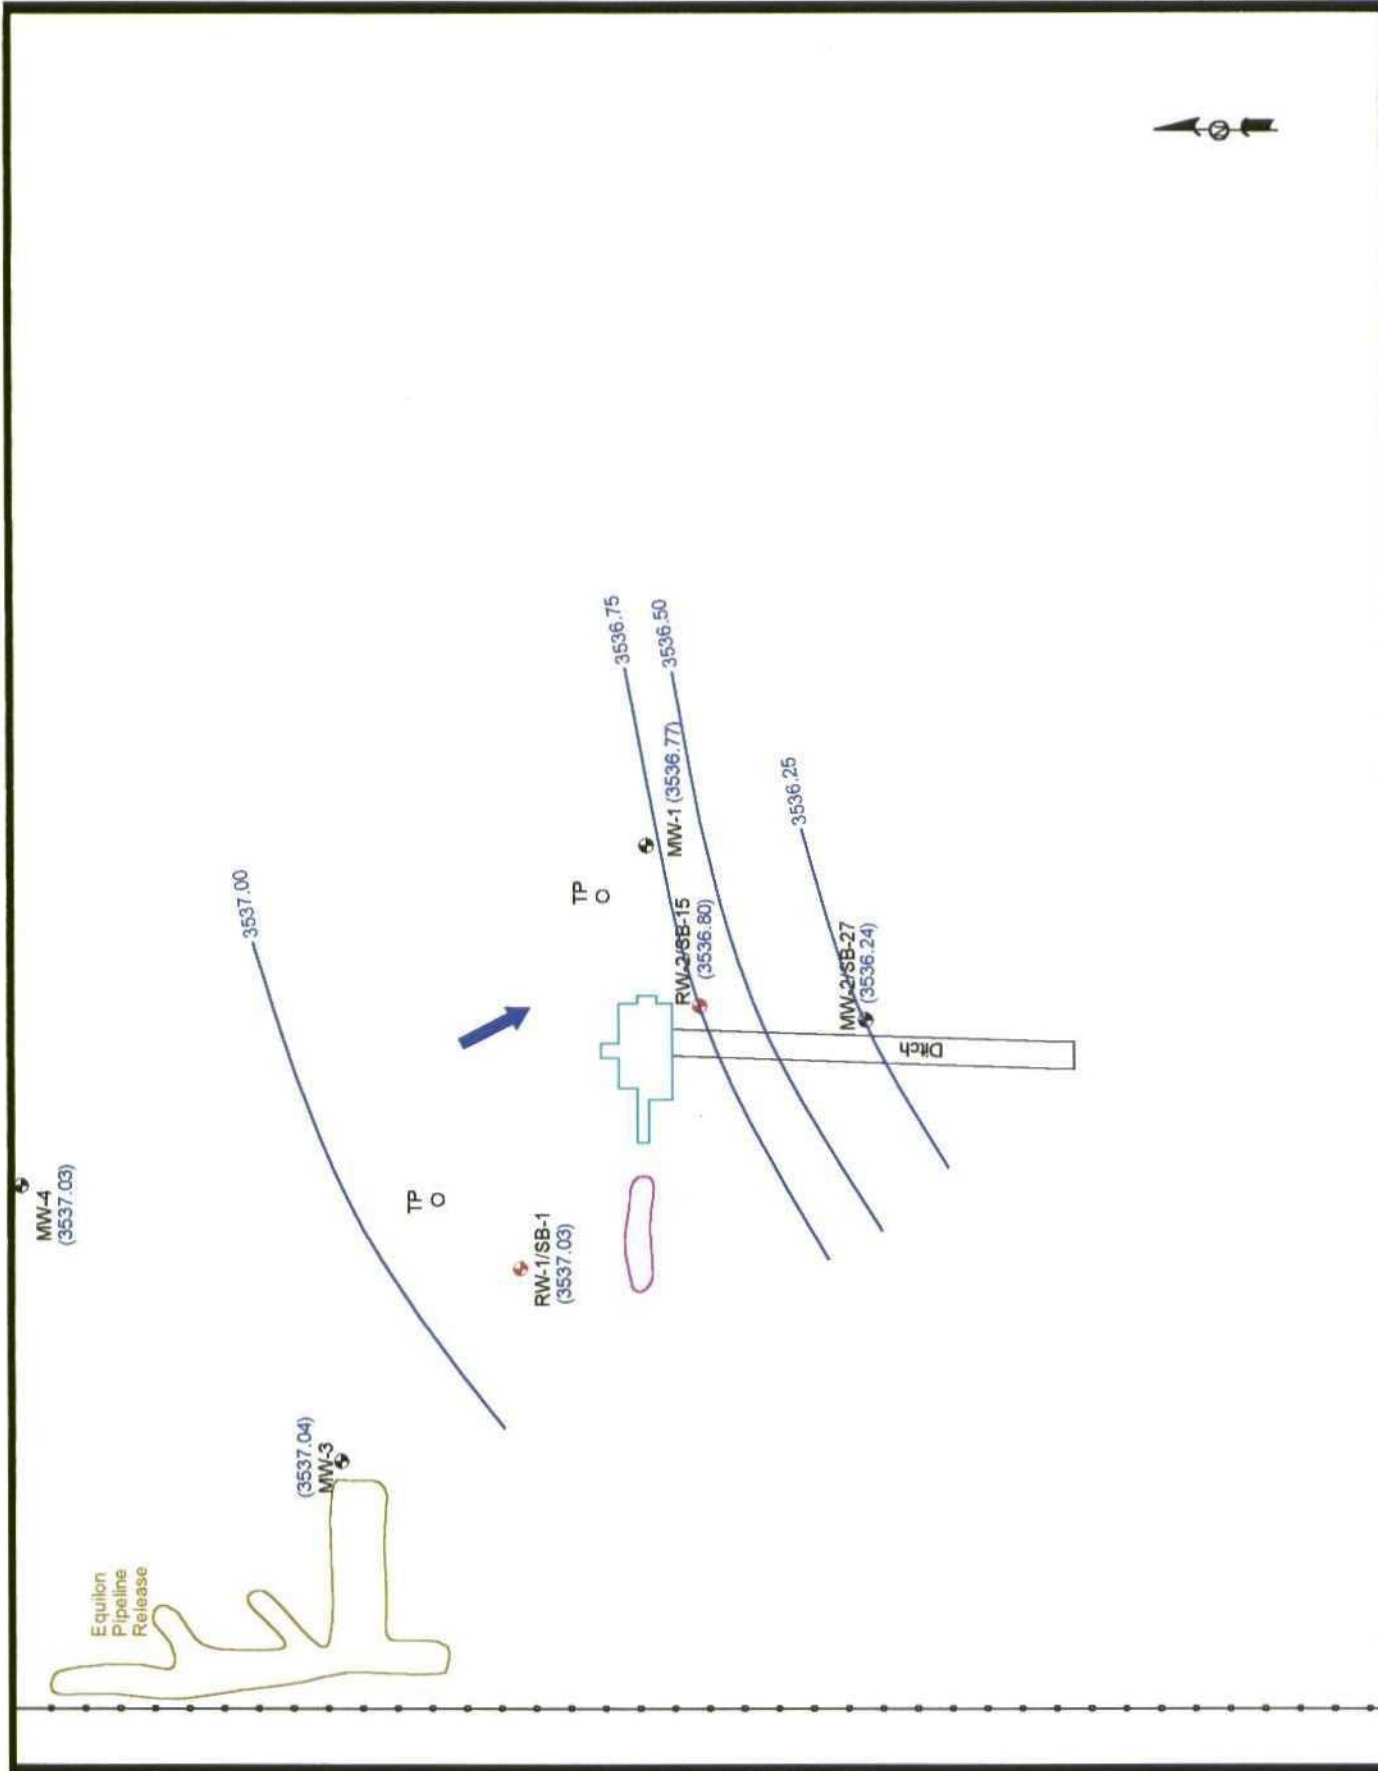 N
MW-4
(3537.03)
Equilon
Pipeline
Release
(3537.04)
MW-3
3537.00
TP
RW-1/SB-1
(3537.03)
TP
3536.75
3536.50
MW-1 (3536.77)
RW-2/SB-15
(3536.80)
3536.25
MW-2/SB-27
(3536.24)
Ditch